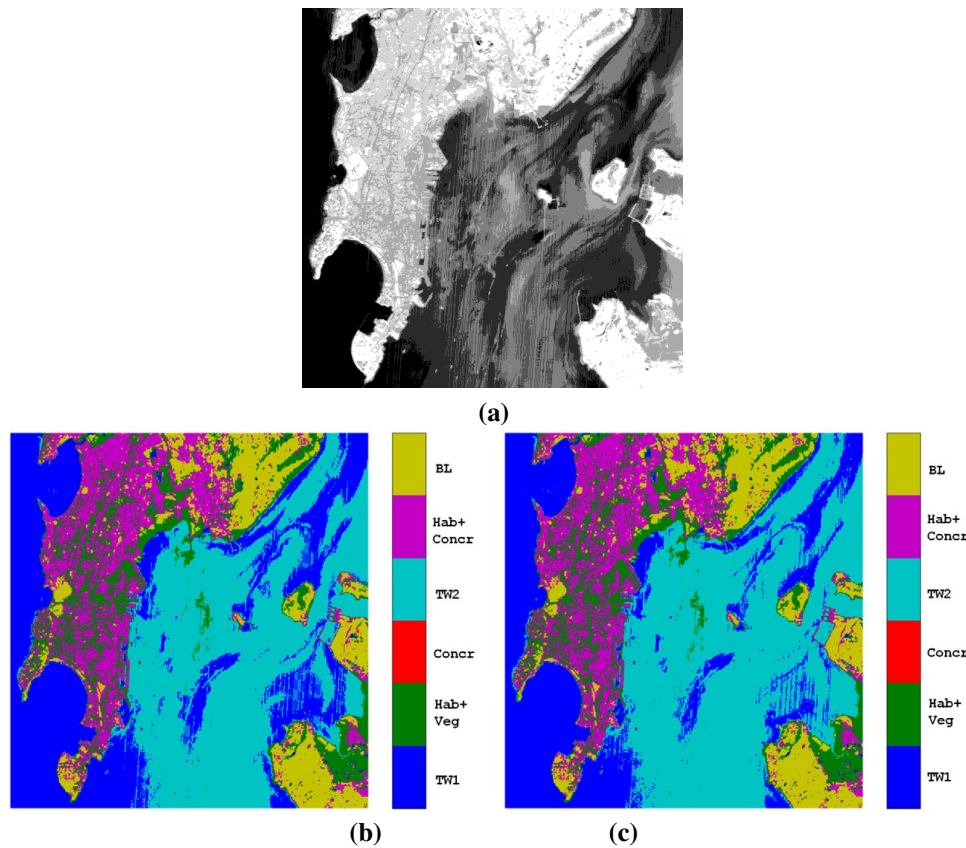 (a)
BL
Hab+
Concr
TW2
Concr
Hab+
Veg
TW1
BL
Hab+
Concr
TW2
Concr
Hab+
Veg
TW1
(b)
(c)